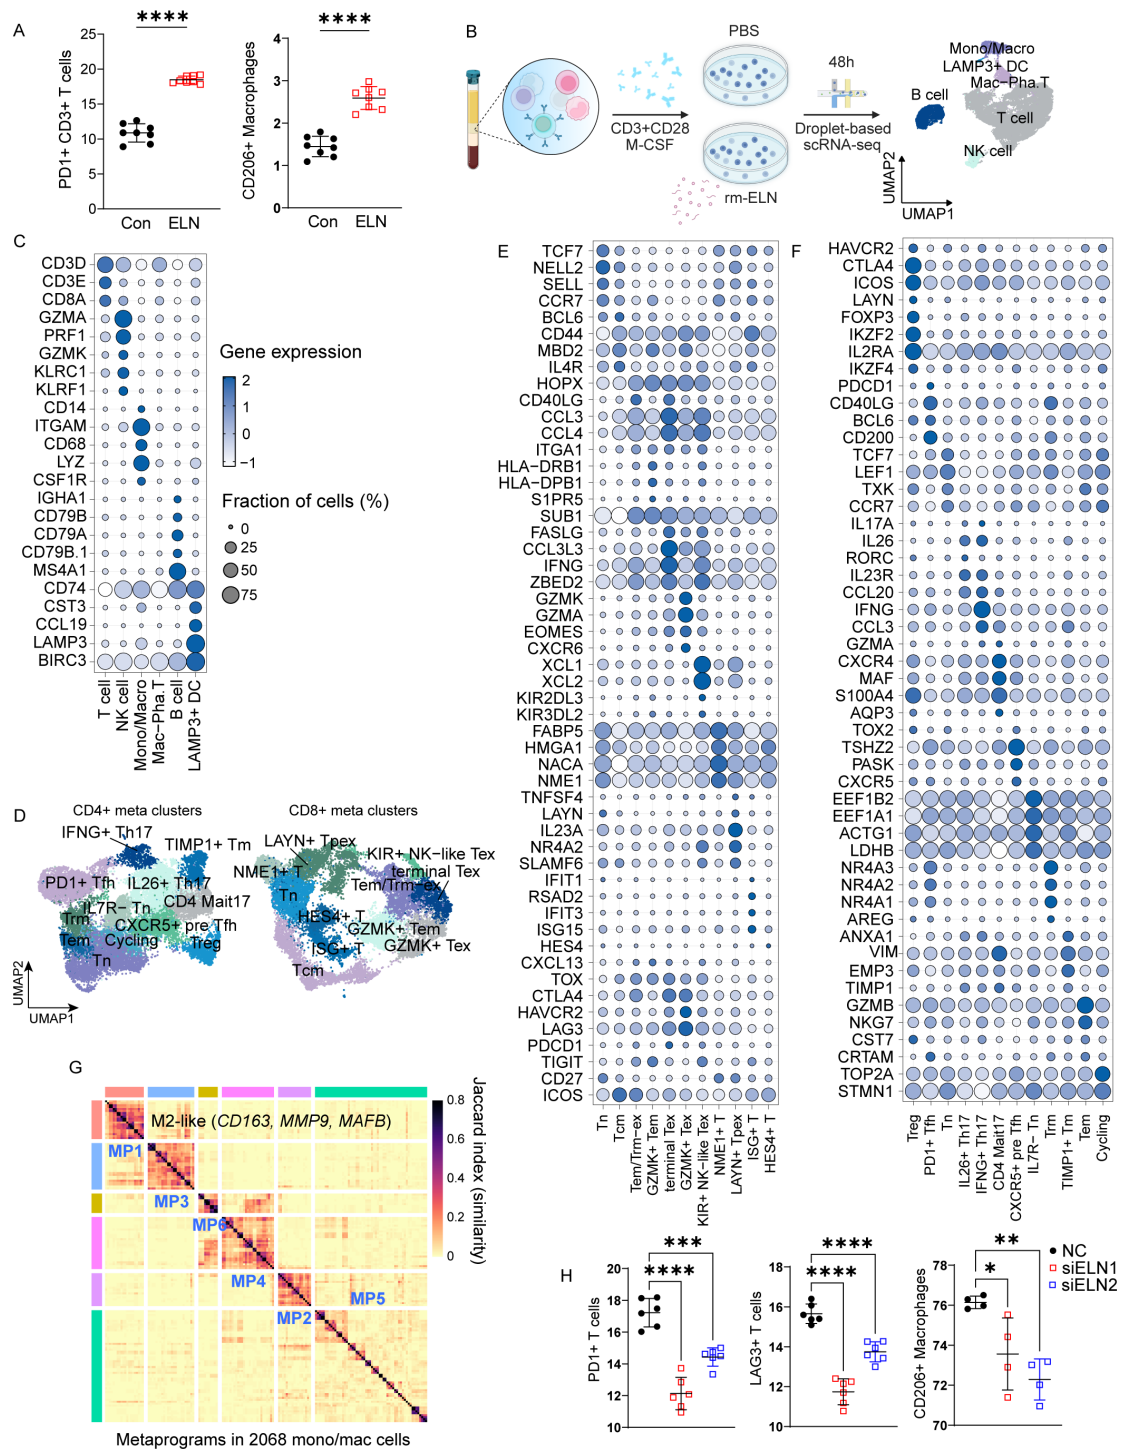 A
****
****
PD1+ CD3+ T cells
25
20
15
10
5
0
Con
ELN
CD206+ Macrophages
4
3
2
1
0
Con
ELN
B
PBS
CD3+CD28
M-CSF
rm-ELN
48h
Droplet-based
scRNA-seq
Mono/Macro
LAMP3+ DC
Mac−Pha.T
B cell
T cell
NK cell
UMAP2
UMAP1
C
CD3D
CD3E
CD8A
GZMA
PRF1
GZMK
KLRC1
KLRF1
CD14
ITGAM
CD68
LYZ
CSF1R
IGHA1
CD79B
CD79A
CD79B.1
MS4A1
CD74
CST3
CCL19
LAMP3
BIRC3
T cell
NK cell
Mono/Macro
Mac−Pha.T
B cell
LAMP3+ DC
Gene expression
2
1
0
−1
Fraction of cells (%)
0
25
50
75
D
CD4+ meta clusters
IFNG+ Th17
TIMP1+ Tm
PD1+ Tfh
IL26+ Th17
IL7R− Tn
CD4 Mait17
Trm
CXCR5+ pre Tfh
Tem
Cycling
Treg
Tn
UMAP2
UMAP1
CD8+ meta clusters
LAYN+ Tpex
KIR+ NK−like Tex
NME1+ T
terminal Tex
Tem/Trm−ex
Tn
HES4+ T
GZMK+ Tem
ISG+ T
GZMK+ Tex
Tcm
E
TCF7
NELL2
SELL
CCR7
BCL6
CD44
MBD2
IL4R
HOPX
CD40LG
CCL3
CCL4
ITGA1
HLA−DRB1
HLA−DPB1
S1PR5
SUB1
FASLG
CCL3L3
IFNG
ZBED2
GZMK
GZMA
EOMES
CXCR6
XCL1
XCL2
KIR2DL3
KIR3DL2
FABP5
HMGA1
NACA
NME1
TNFSF4
LAYN
IL23A
NR4A2
SLAMF6
IFIT1
RSAD2
IFIT3
ISG15
HES4
CXCL13
TOX
CTLA4
HAVCR2
LAG3
PDCD1
TIGIT
CD27
ICOS
Tn
Tcm
Tem/Trm−ex
GZMK+ Tem
terminal Tex
GZMK+ Tex
KIR+ NK−like Tex
NME1+ T
LAYN+ Tpex
ISG+ T
HES4+ T
F
HAVCR2
CTLA4
ICOS
LAYN
FOXP3
IKZF2
IL2RA
IKZF4
PDCD1
CD40LG
BCL6
CD200
TCF7
LEF1
TXK
CCR7
IL17A
IL26
RORC
IL23R
CCL20
IFNG
CCL3
GZMA
CXCR4
MAF
S100A4
AQP3
TOX2
TSHZ2
PASK
CXCR5
EEF1B2
EEF1A1
ACTG1
LDHB
NR4A3
NR4A2
NR4A1
AREG
ANXA1
VIM
EMP3
TIMP1
GZMB
NKG7
CST7
CRTAM
TOP2A
STMN1
Treg
PD1+ Tfh
Tn
IL26+ Th17
IFNG+ Th17
CD4 Mait17
CXCR5+ pre Tfh
IL7R− Tn
Trm
TIMP1+ Tm
Tem
Cycling
G
M2-like (CD163, MMP9, MAFB)
MP1
MP3
MP6
MP4
MP5
MP2
0.8
0.6
0.4
0.2
0
Jaccard index (similarity)
Metaprograms in 2068 mono/mac cells
H
***
****
PD1+ T cells
20
18
16
14
12
10
****
****
LAG3+ T cells
18
16
14
12
10
**
*
CD206+ Macrophages
78
76
74
72
70
NC
siELN1
siELN2